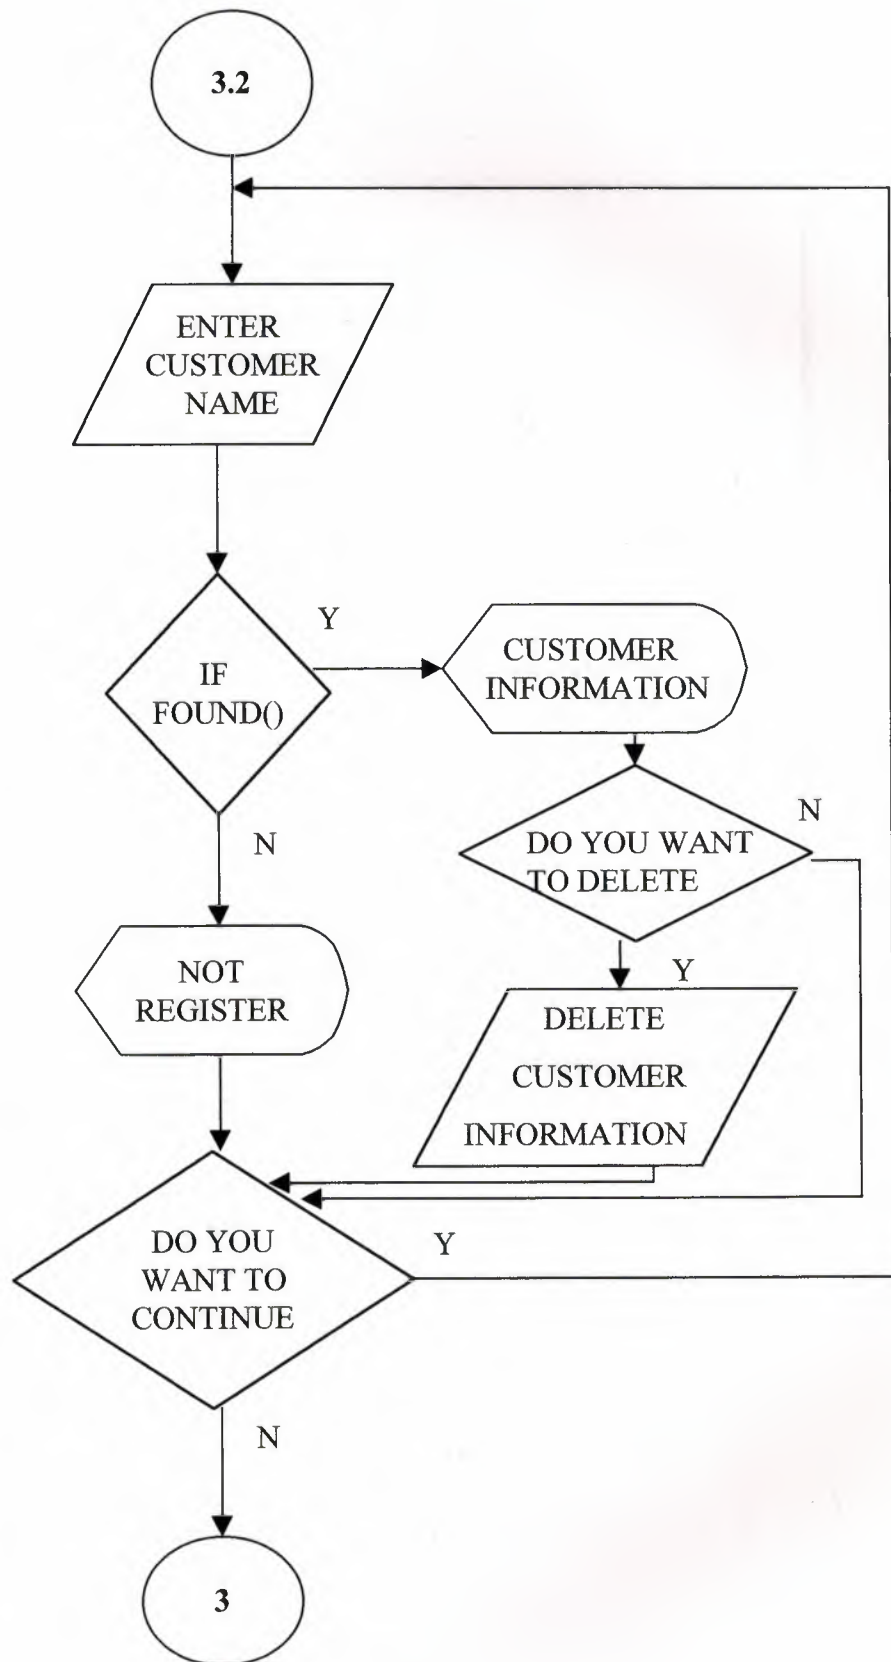 3.2
ENTER
CUSTOMER
NAME
IF
FOUND()
Y
CUSTOMER
INFORMATION
N
DO YOU WANT
TO DELETE
N
Y
NOT
REGISTER
DELETE
CUSTOMER
INFORMATION
DO YOU
WANT TO
CONTINUE
Y
N
3